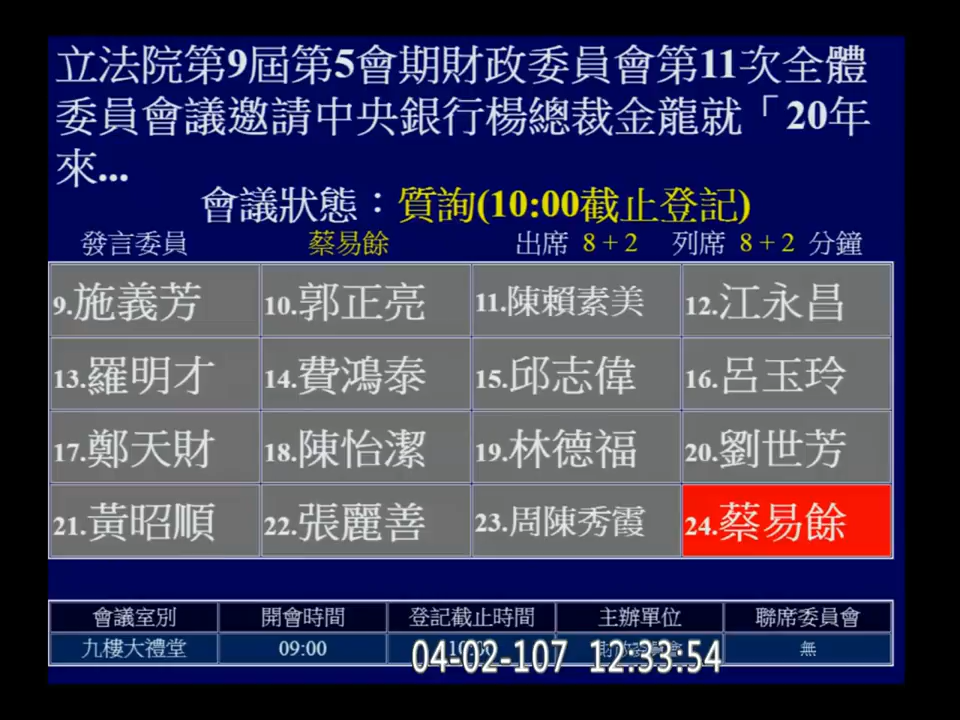 立法院第9屆第5會期財政委員會第11次全體
委員會議邀請中央銀行楊總裁金龍就「20年
來...
會議狀態：質詢(10:00截止登記)
發言委員 蔡易餘 出席 8 + 2 列席 8 + 2 分鐘
9.施義芳 10.郭正亮 11.陳賴素美 12.江永昌
13.羅明才 14.費鴻泰 15.邱志偉 16.呂玉玲
17.鄭天財 18.陳怡潔 19.林德福 20.劉世芳
21.黃昭順 22.張麗善 23.周陳秀霞 24.蔡易餘
會議室別 開會時間 登記截止時間 主辦單位 聯席委員會
九樓大禮堂 09:00 無
04-02-107 12:33:54